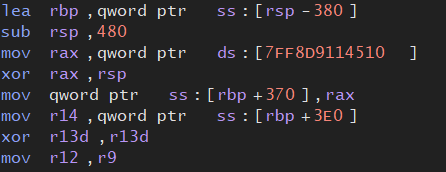 lea rbp,qword ptr ss:[rsp-380]
sub rsp,480
mov rax,qword ptr ds:[7FF8D9114510]
xor rax,rsp
mov qword ptr ss:[rbp+370],rax
mov r14,qword ptr ss:[rbp+3E0]
xor r13d,r13d
mov r12,r9